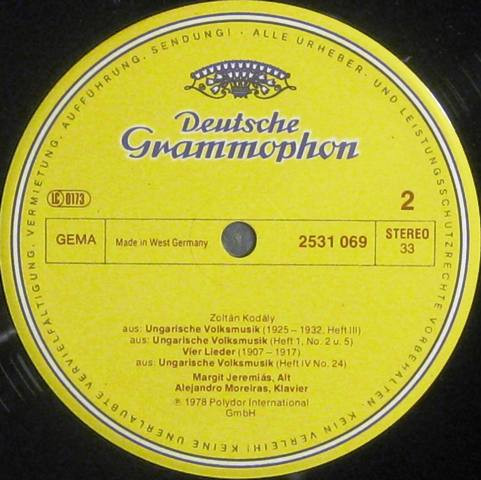 ALLE URHEBER- UND LEISTUNGSSCHUTZRECHTE VORBEHALTEN. KEIN VERLEIH! KEINE UNERLAUBTE VERVIELFÄLTIGUNG, VERMIETUNG, AUFFÜHRUNG, SENDUNG! ·
Deutsche
Grammophon
LC 0173
2
GEMA
Made in West Germany
2531 069
STEREO
33
Zoltán Kodály
aus: Ungarische Volksmusik (1925 – 1932, Heft III)
aus: Ungarische Volksmusik (Heft 1, No. 2 u. 5)
Vier Lieder (1907 – 1917)
aus: Ungarische Volksmusik (Heft IV No. 24)
Margit Jeremiás, Alt
Alejandro Moreiras, Klavier
℗ 1978 Polydor International
GmbH